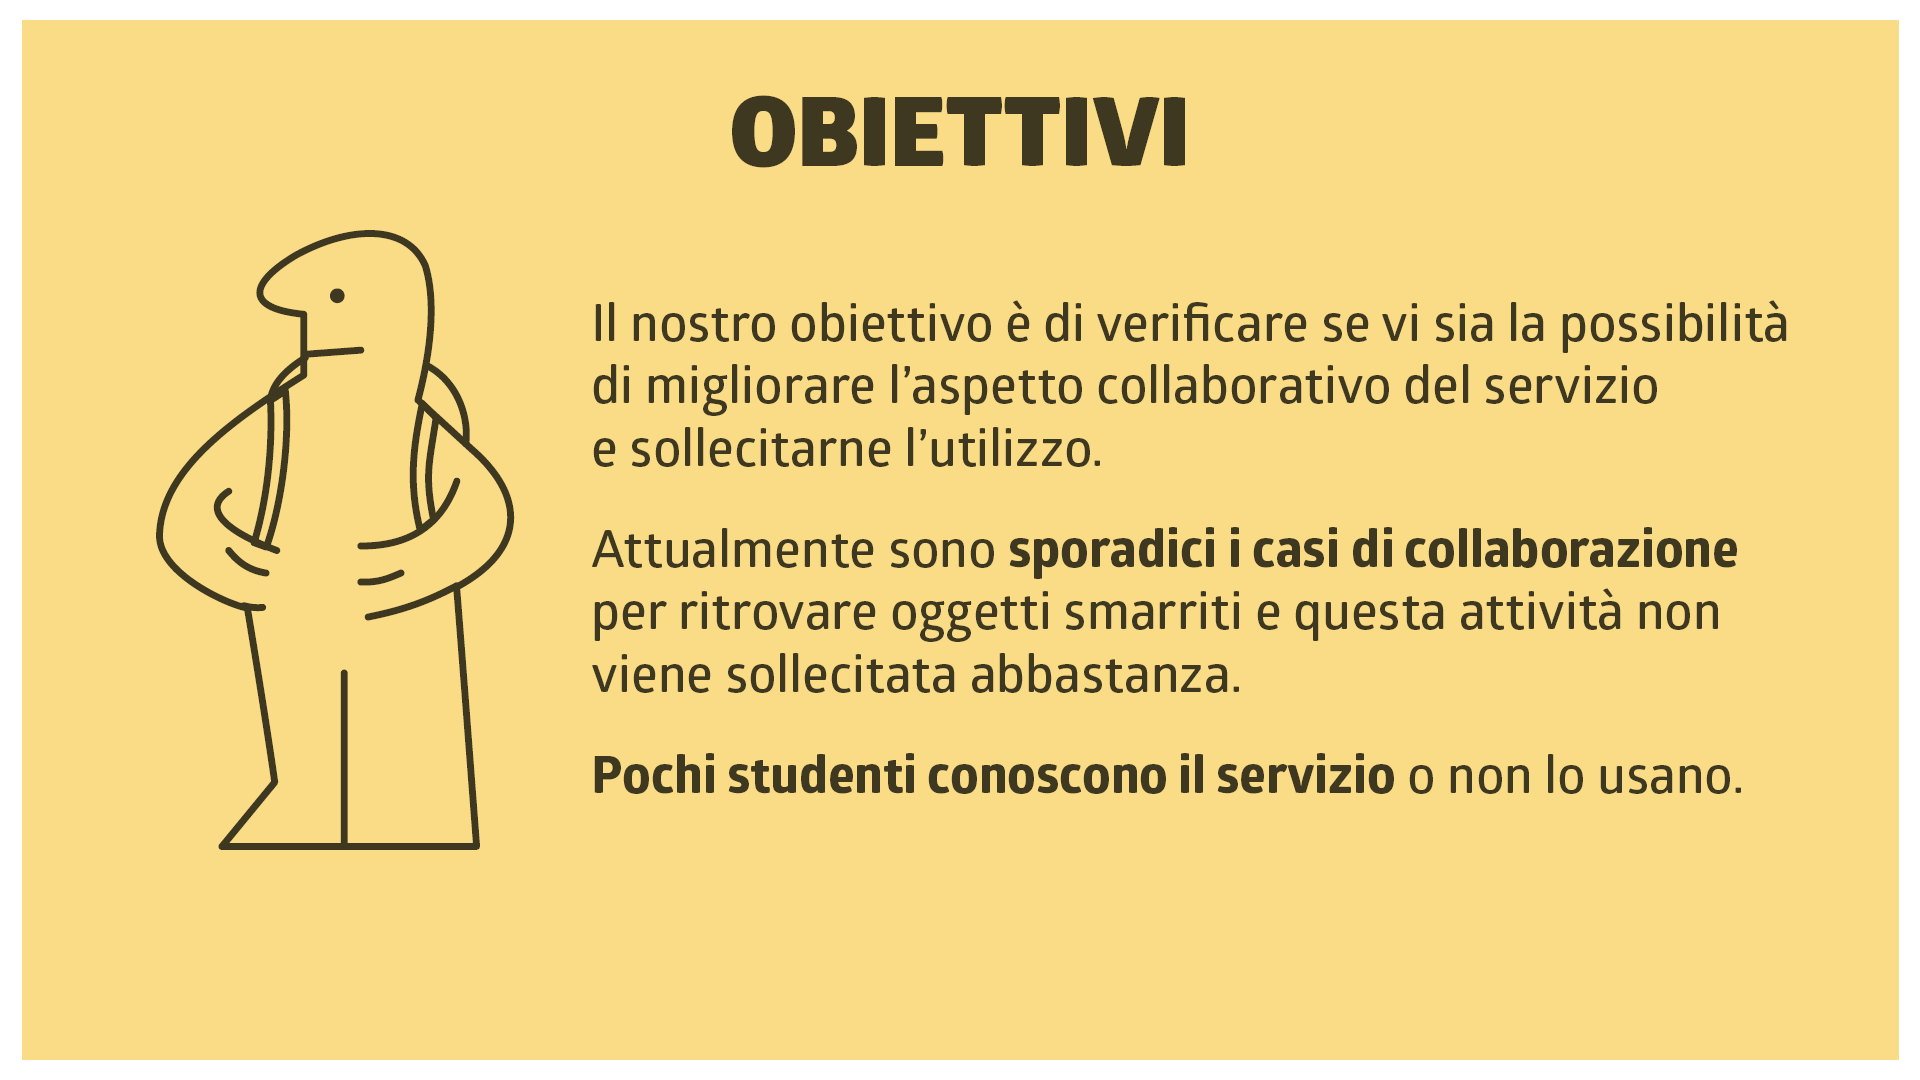 OBIETTIVI
Il nostro obiettivo è di verificare se vi sia la possibilità
di migliorare l’aspetto collaborativo del servizio
e sollecitarne l’utilizzo.
Attualmente sono sporadici i casi di collaborazione
per ritrovare oggetti smarriti e questa attività non
viene sollecitata abbastanza.
Pochi studenti conoscono il servizio o non lo usano.